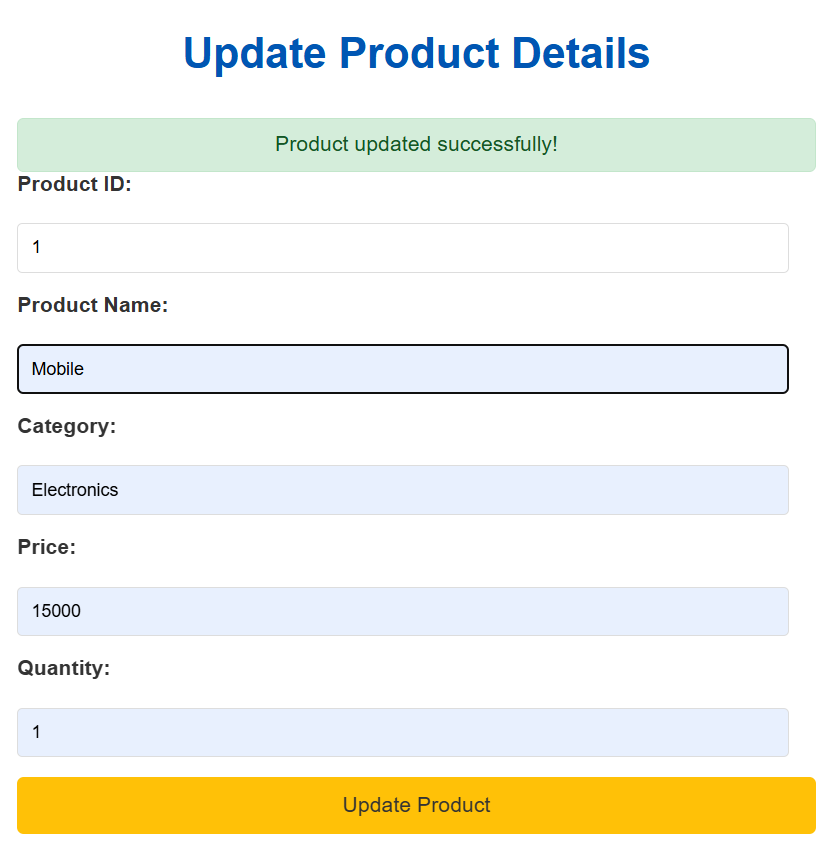 Update Product Details
Product updated successfully!
Product ID:
1
Product Name:
Mobile
Category:
Electronics
Price:
15000
Quantity:
1
Update Product